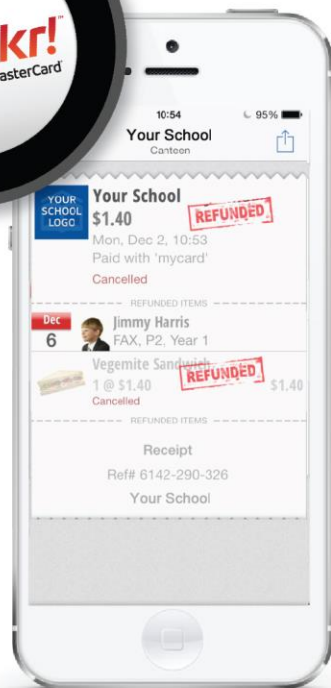 kr!™
asterCard®
10:54
95%
Your School
Canteen
YOUR
SCHOOL
LOGO
Your School
$1.40
REFUNDED
Mon, Dec 2, 10:53
Paid with 'mycard'
Cancelled
REFUNDED ITEMS
Dec
6
Jimmy Harris
FAX, P2, Year 1
Vegemite Sandwich
1 @ $1.40
REFUNDED
$1.40
Cancelled
REFUNDED ITEMS
Receipt
Ref# 6142-290-326
Your School